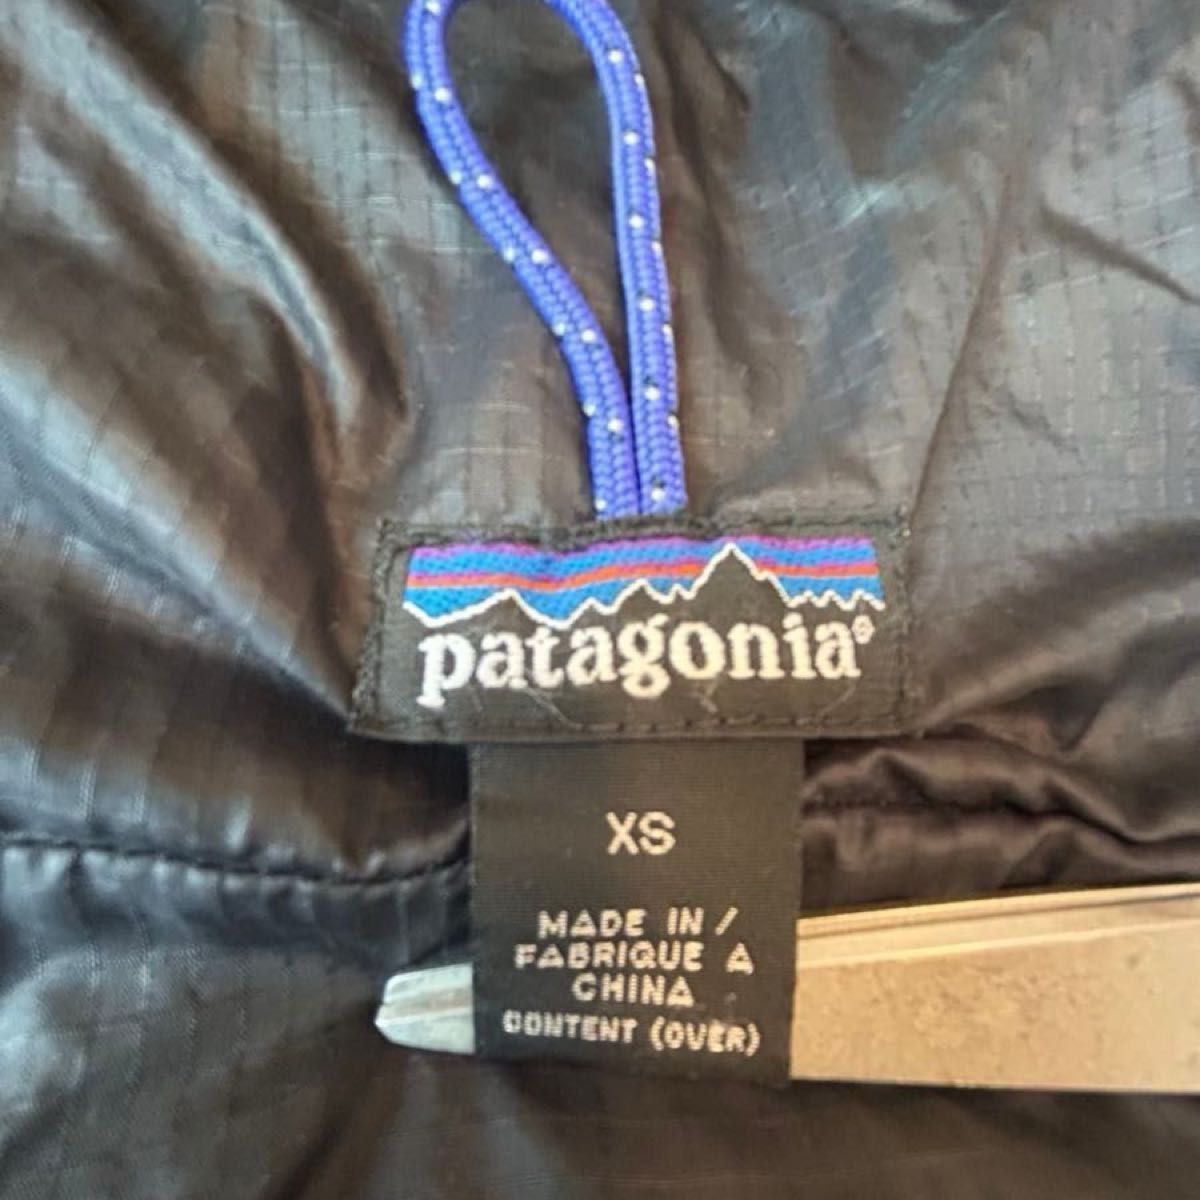 patagonia®
XS
MADE IN /
FABRIQUE A
CHINA
CONTENT (OVER)